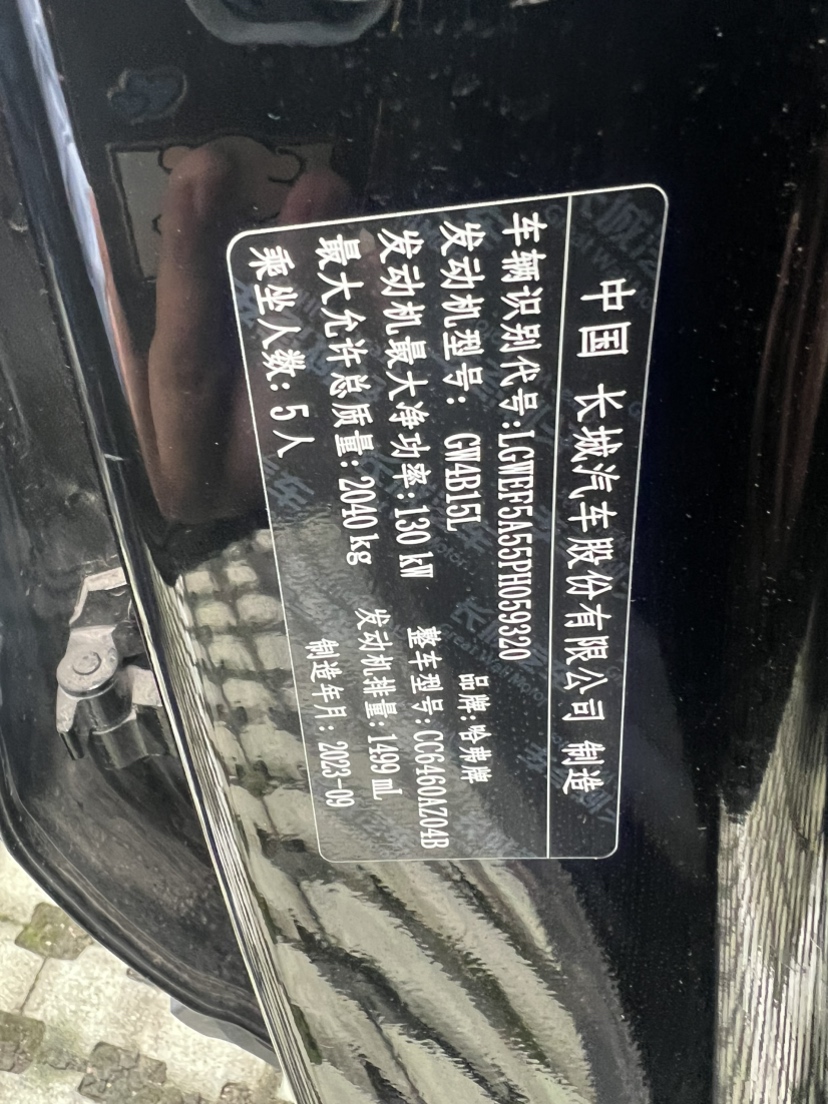 中国 长城汽车股份有限公司 制造
车辆识别代号:LGWEF5A55PH059320
发动机型号: GW4B15L 品牌:哈弗牌
发动机最大净功率:130 kW 整车型号:CC6460AZ04B
最大允许总质量:2040 kg 发动机排量:1499 mL
乘坐人数: 5人 制造年月: 2023-09